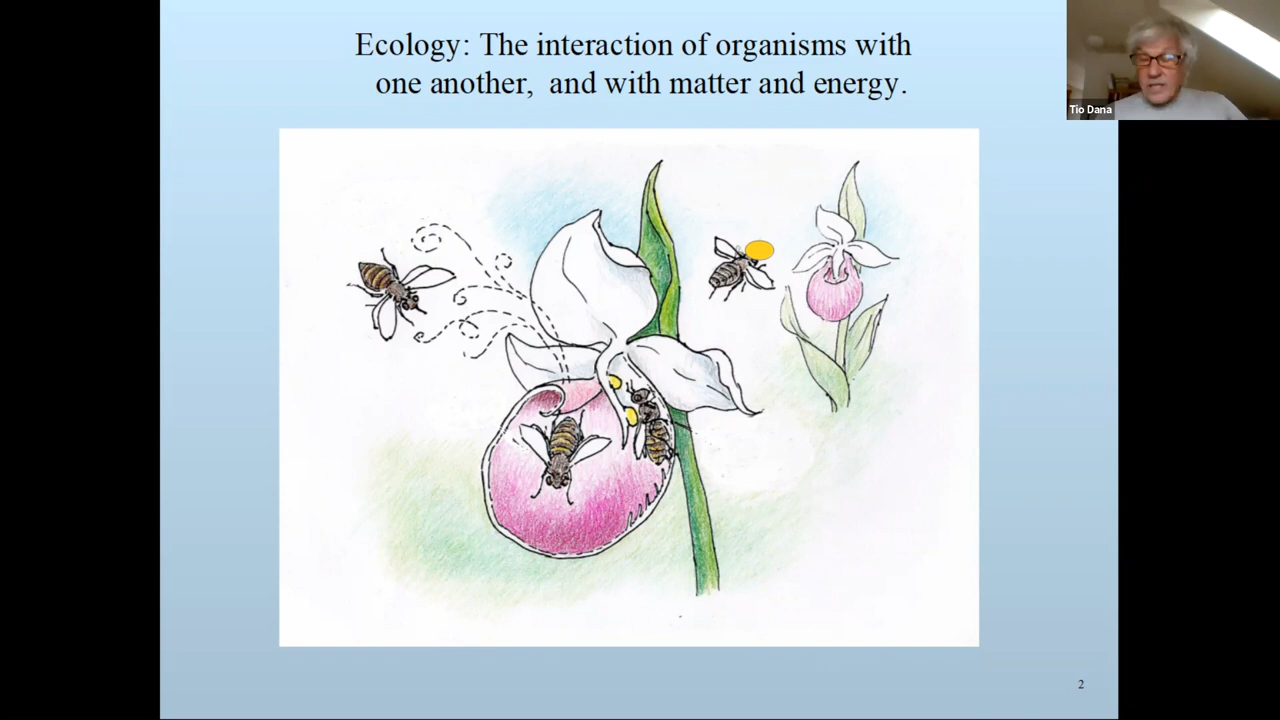 Ecology: The interaction of organisms with
one another, and with matter and energy.
Tio Dana
2